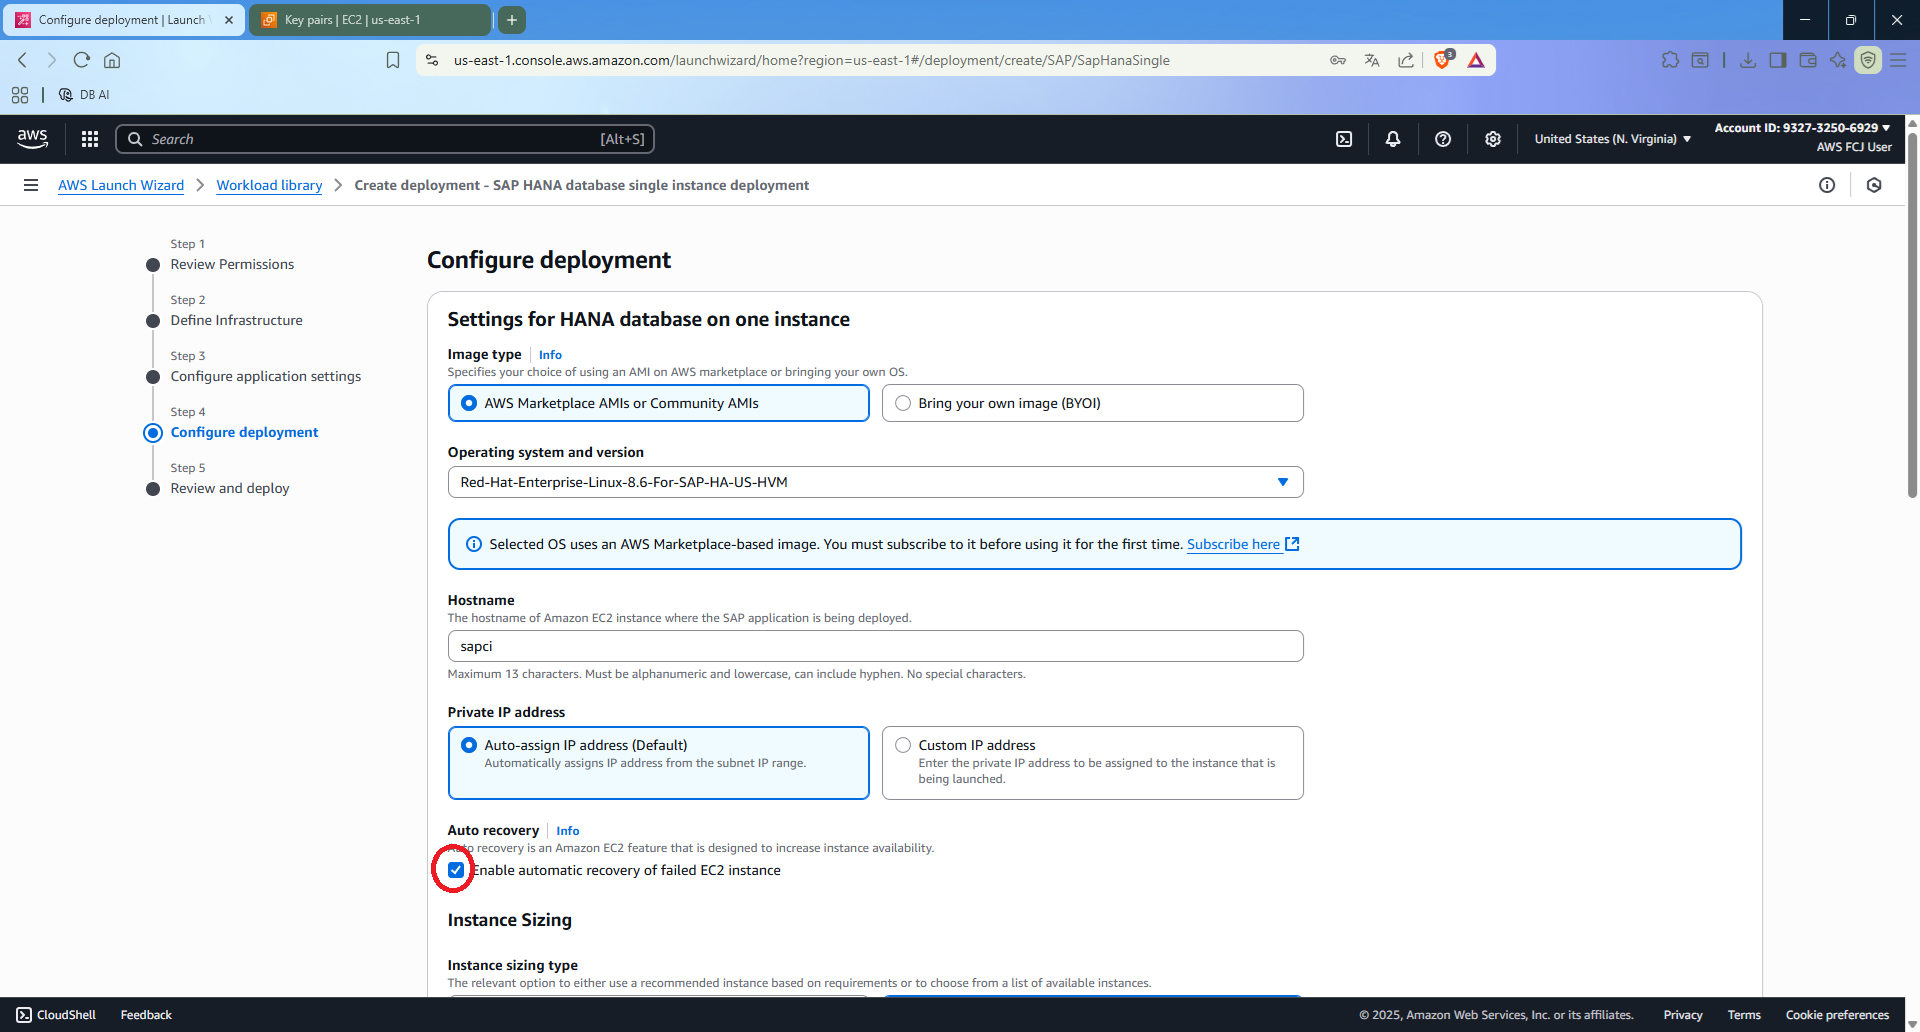 Configure deployment | Launch
Key pairs | EC2 | us-east-1
us-east-1.console.aws.amazon.com/launchwizard/home?region=us-east-1#/deployment/create/SAP/SapHanaSingle
3
DB AI
aws
Search
[Alt+S]
United States (N. Virginia)
Account ID: 9327-3250-6929
AWS FCJ User
AWS Launch Wizard
Workload library
Create deployment - SAP HANA database single instance deployment
Step 1
Review Permissions
Step 2
Define Infrastructure
Step 3
Configure application settings
Step 4
Configure deployment
Step 5
Review and deploy
Configure deployment
Settings for HANA database on one instance
Image type
Info
Specifies your choice of using an AMI on AWS marketplace or bringing your own OS.
AWS Marketplace AMIs or Community AMIs
Bring your own image (BYOI)
Operating system and version
Red-Hat-Enterprise-Linux-8.6-For-SAP-HA-US-HVM
Selected OS uses an AWS Marketplace-based image. You must subscribe to it before using it for the first time. Subscribe here
Hostname
The hostname of Amazon EC2 instance where the SAP application is being deployed.
sapci
Maximum 13 characters. Must be alphanumeric and lowercase, can include hyphen. No special characters.
Private IP address
Auto-assign IP address (Default)
Automatically assigns IP address from the subnet IP range.
Custom IP address
Enter the private IP address to be assigned to the instance that is
being launched.
Auto recovery
Info
Auto recovery is an Amazon EC2 feature that is designed to increase instance availability.
Enable automatic recovery of failed EC2 instance
Instance Sizing
Instance sizing type
The relevant option to either use a recommended instance based on requirements or to choose from a list of available instances.
CloudShell
Feedback
© 2025, Amazon Web Services, Inc. or its affiliates.
Privacy
Terms
Cookie preferences